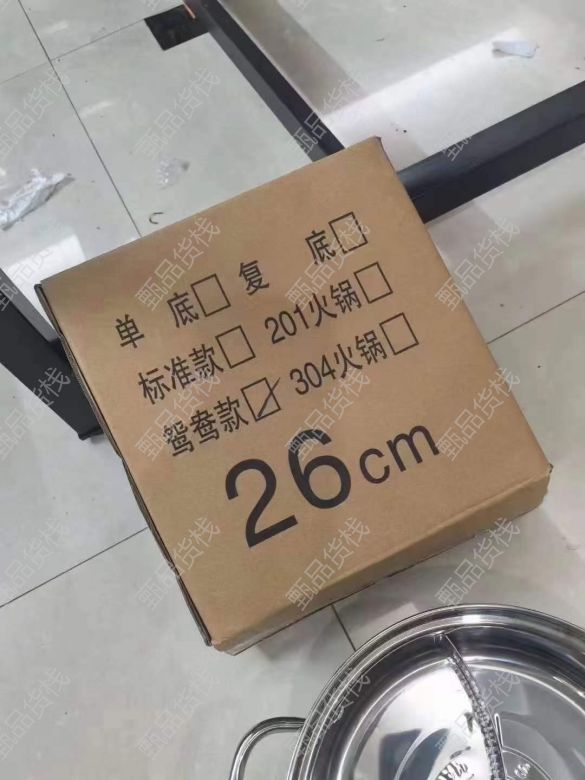 单 底□ 复 底□
标准款□ 201火锅□
鸳鸯款☑ 304火锅□
26cm
甄品货栈